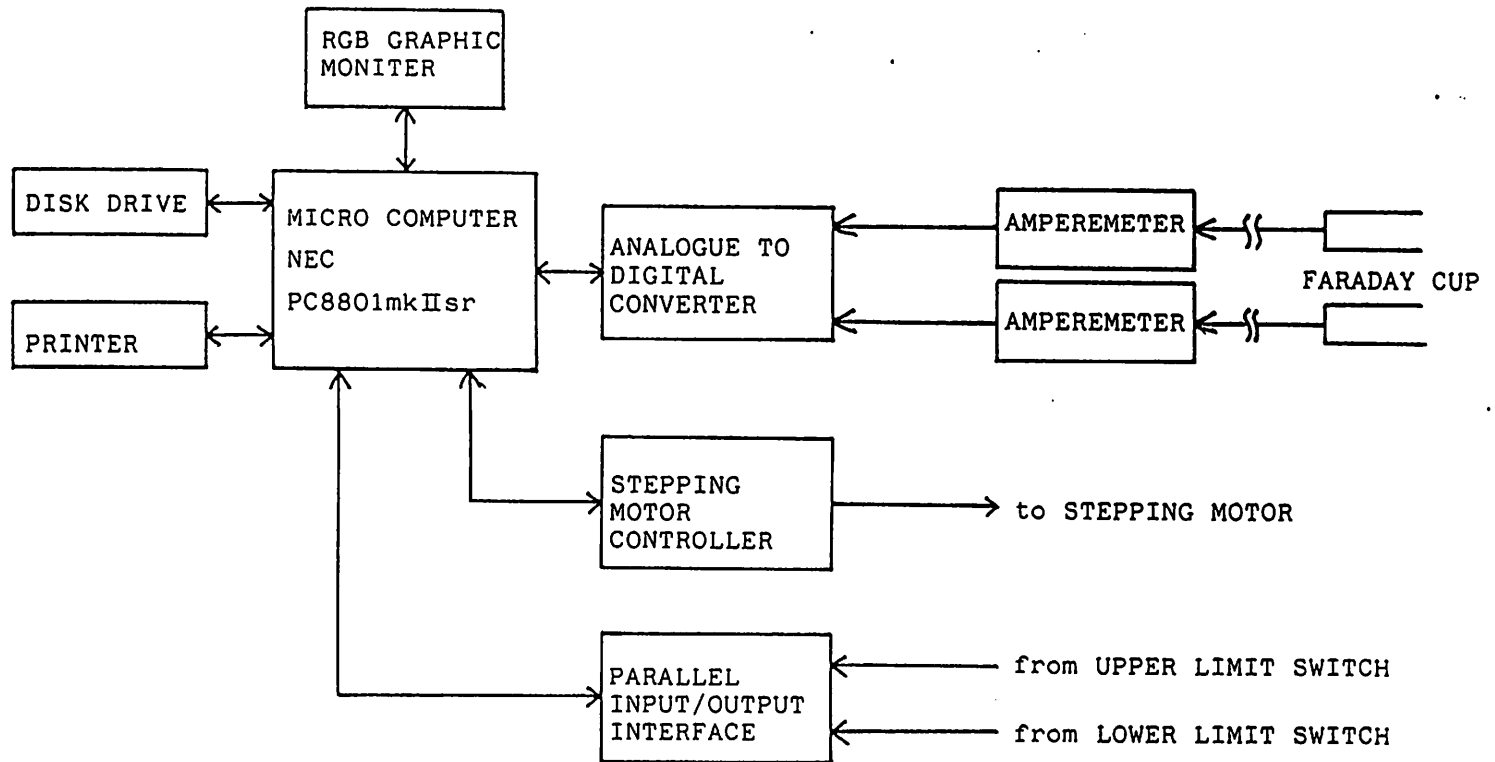 RGB GRAPHIC
MONITER
DISK DRIVE
PRINTER
MICRO COMPUTER
NEC
PC8801mkⅡsr
ANALOGUE TO
DIGITAL
CONVERTER
AMPEREMETER
AMPEREMETER
FARADAY CUP
STEPPING
MOTOR
CONTROLLER
to STEPPING MOTOR
PARALLEL
INPUT/OUTPUT
INTERFACE
from UPPER LIMIT SWITCH
from LOWER LIMIT SWITCH